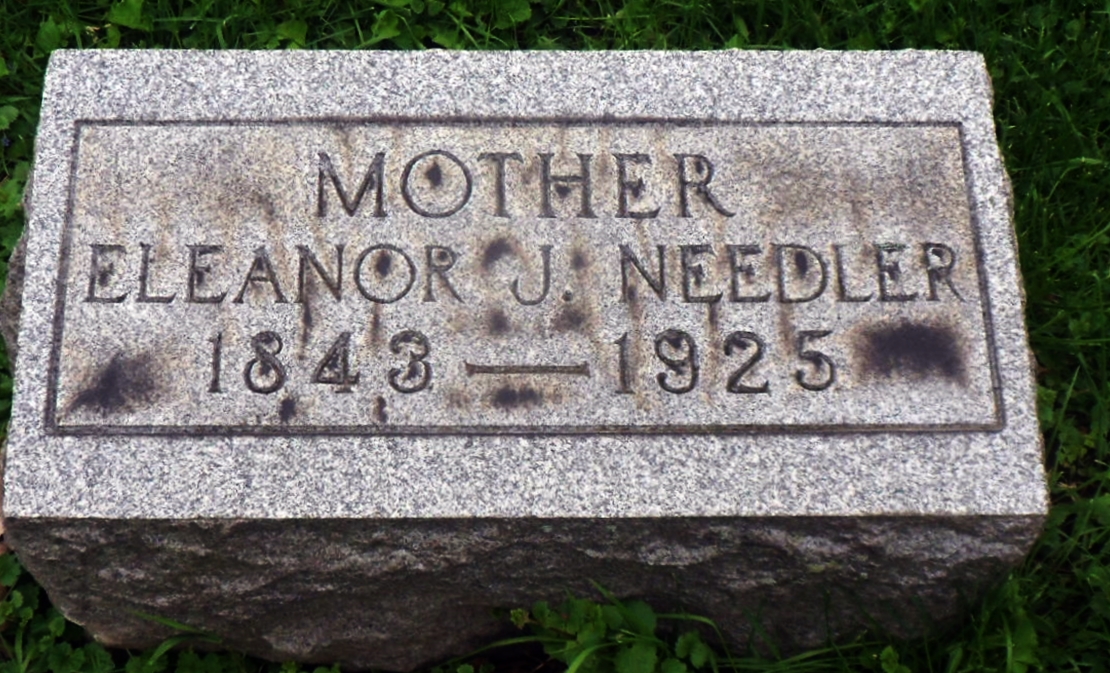 MOTHER
ELEANOR J. NEEDLER
1843 — 1925